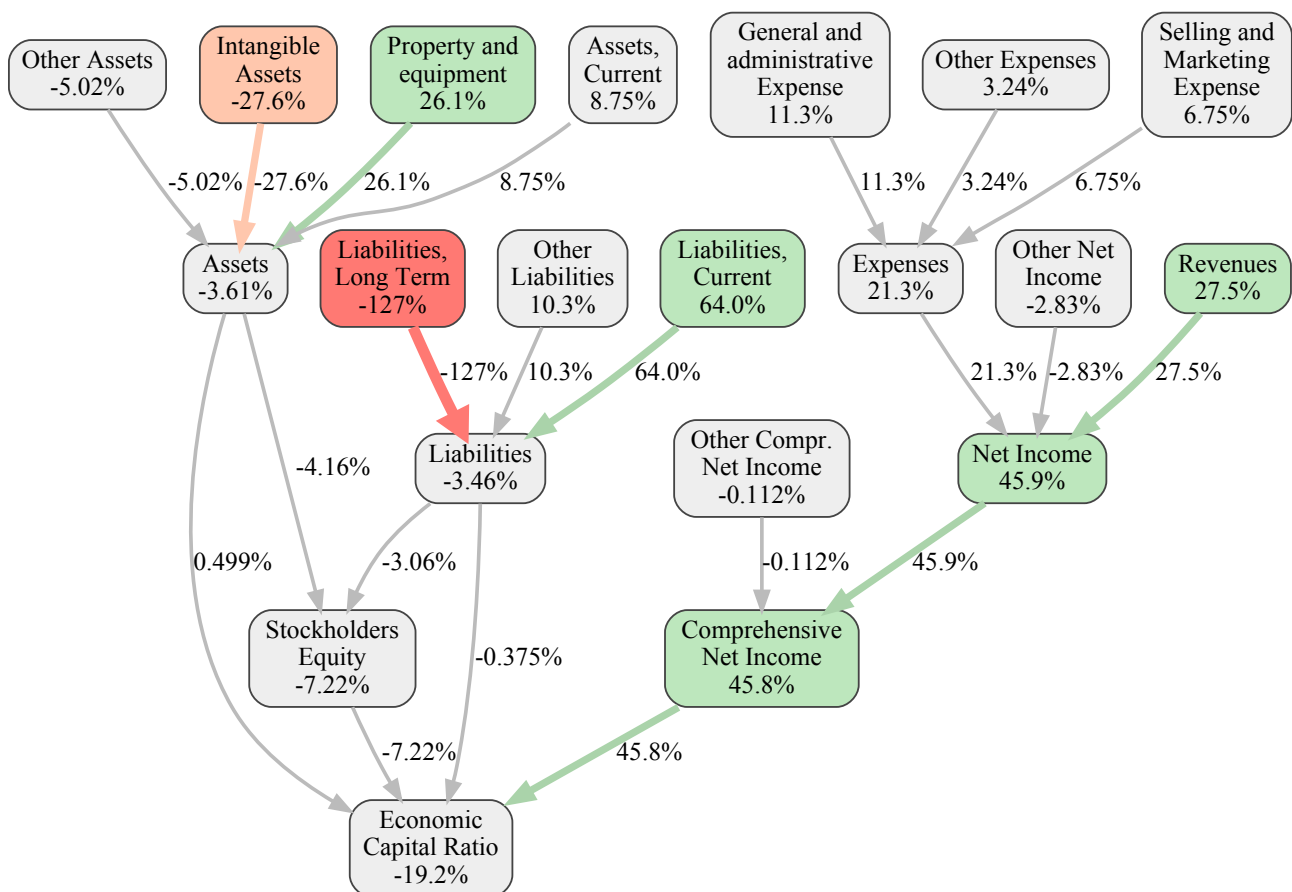 Other Assets
-5.02%
Intangible
Assets
-27.6%
Property and
equipment
26.1%
Assets,
Current
8.75%
General and
administrative
Expense
11.3%
Other Expenses
3.24%
Selling and
Marketing
Expense
6.75%
-5.02%
-27.6%
26.1%
8.75%
11.3%
3.24%
6.75%
Assets
-3.61%
Liabilities,
Long Term
-127%
Other
Liabilities
10.3%
Liabilities,
Current
64.0%
Expenses
21.3%
Other Net
Income
-2.83%
Revenues
27.5%
-127%
10.3%
64.0%
21.3%
-2.83%
27.5%
-4.16%
Liabilities
-3.46%
Other Compr.
Net Income
-0.112%
Net Income
45.9%
0.499%
-3.06%
-0.112%
45.9%
Stockholders
Equity
-7.22%
-0.375%
Comprehensive
Net Income
45.8%
-7.22%
45.8%
Economic
Capital Ratio
-19.2%